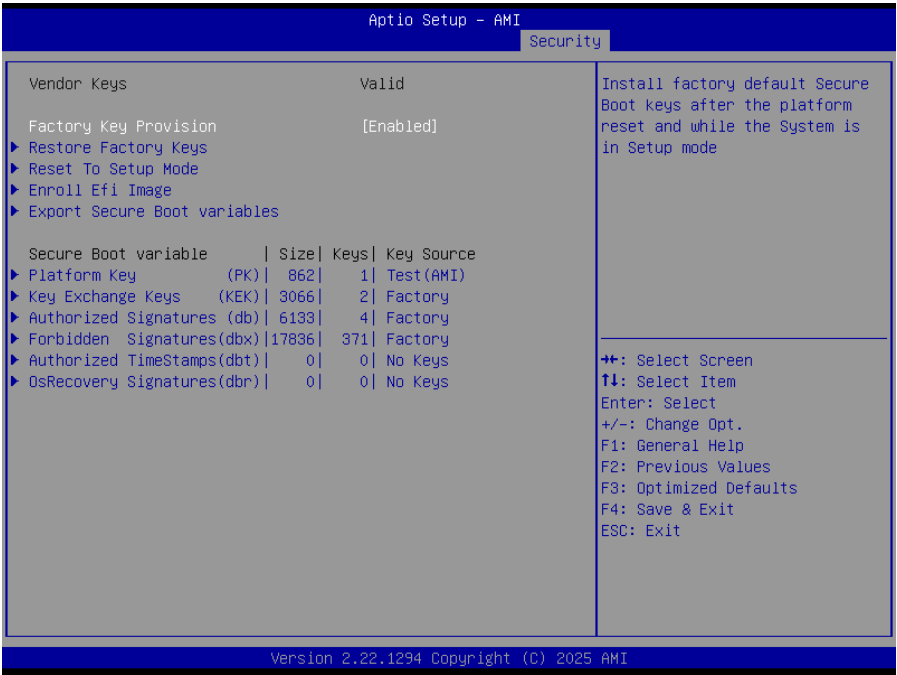 Aptio Setup – AMI
Security
Vendor Keys Valid
Factory Key Provision [Enabled]
Restore Factory Keys
Reset To Setup Mode
Enroll Efi Image
Export Secure Boot variables
Secure Boot variable | Size| Keys| Key Source
Platform Key (PK)| 862| 1| Test(AMI)
Key Exchange Keys (KEK)| 3066| 2| Factory
Authorized Signatures (db)| 6133| 4| Factory
Forbidden Signatures(dbx)|17836| 371| Factory
Authorized TimeStamps(dbt)| 0| 0| No Keys
OsRecovery Signatures(dbr)| 0| 0| No Keys
Install factory default Secure
Boot keys after the platform
reset and while the System is
in Setup mode
→←: Select Screen
↑↓: Select Item
Enter: Select
+/-: Change Opt.
F1: General Help
F2: Previous Values
F3: Optimized Defaults
F4: Save & Exit
ESC: Exit
Version 2.22.1294 Copyright (C) 2025 AMI